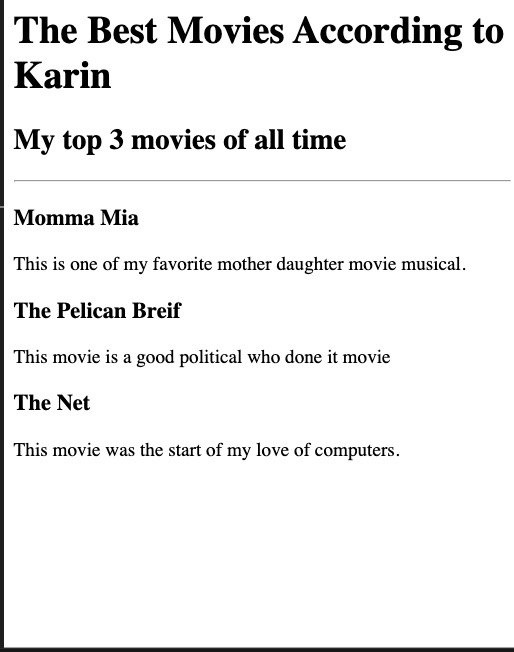 The Best Movies According to
Karin
My top 3 movies of all time
Momma Mia
This is one of my favorite mother daughter movie musical.
The Pelican Breif
This movie is a good political who done it movie
The Net
This movie was the start of my love of computers.